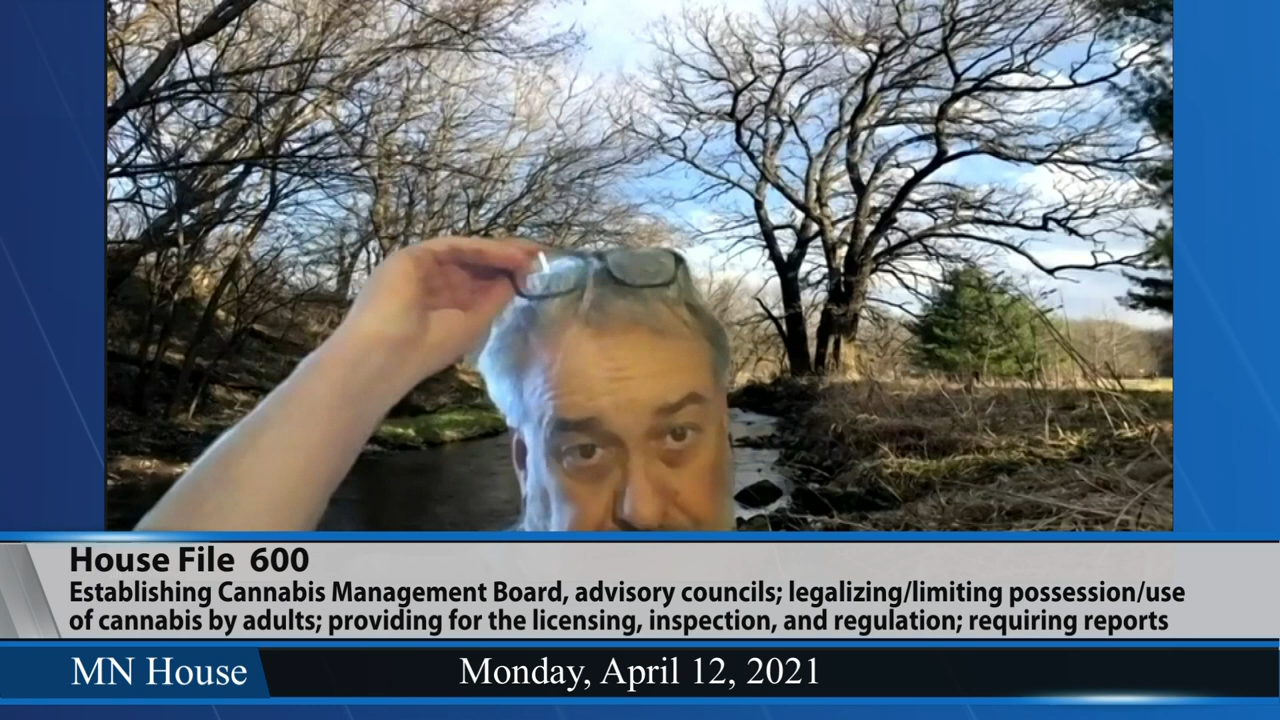 House File 600
Establishing Cannabis Management Board, advisory councils; legalizing/limiting possession/use
of cannabis by adults; providing for the licensing, inspection, and regulation; requiring reports
MN House
Monday, April 12, 2021